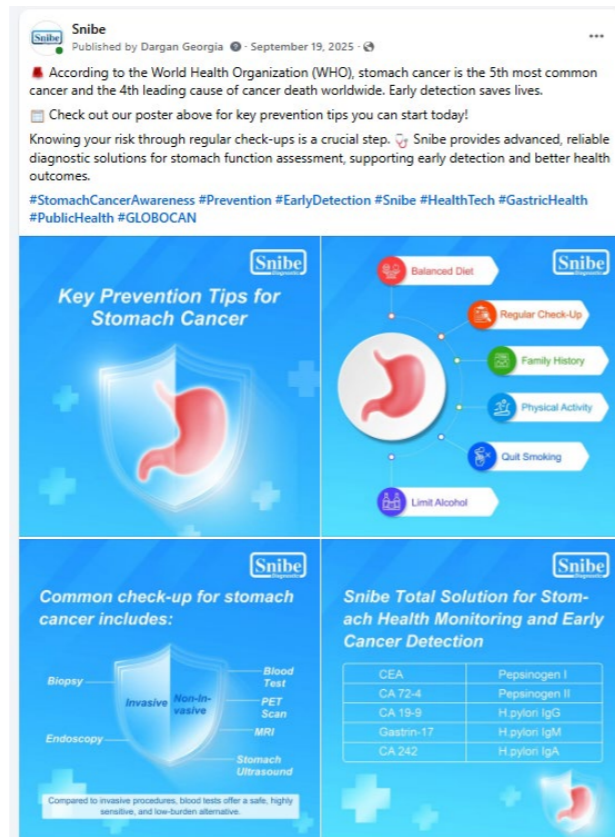 Snibe
Snibe
Published by Dargan Georgia · September 19, 2025 ·
According to the World Health Organization (WHO), stomach cancer is the 5th most common
cancer and the 4th leading cause of cancer death worldwide. Early detection saves lives.
Check out our poster above for key prevention tips you can start today!
Knowing your risk through regular check-ups is a crucial step. Snibe provides advanced, reliable
diagnostic solutions for stomach function assessment, supporting early detection and better health
outcomes.
#StomachCancerAwareness #Prevention #EarlyDetection #Snibe #HealthTech #GastricHealth
#PublicHealth #GLOBOCAN
Snibe
Diagnostic
Key Prevention Tips for
Stomach Cancer
Snibe
Diagnostic
Balanced Diet
Regular Check-Up
Family History
Physical Activity
Quit Smoking
Limit Alcohol
Snibe
Diagnostic
Common check-up for stomach
cancer includes:
Biopsy
Endoscopy
Invasive
Non-in-
vasive
Blood
Test
PET
Scan
MRI
Stomach
Ultrasound
Compared to invasive procedures, blood tests offer a safe, highly
sensitive, and low-burden alternative.
Snibe
Diagnostic
Snibe Total Solution for Stom-
ach Health Monitoring and Early
Cancer Detection
CEA Pepsinogen I
CA 72-4 Pepsinogen II
CA 19-9 H.pylori IgG
Gastrin-17 H.pylori IgM
CA 242 H.pylori IgA